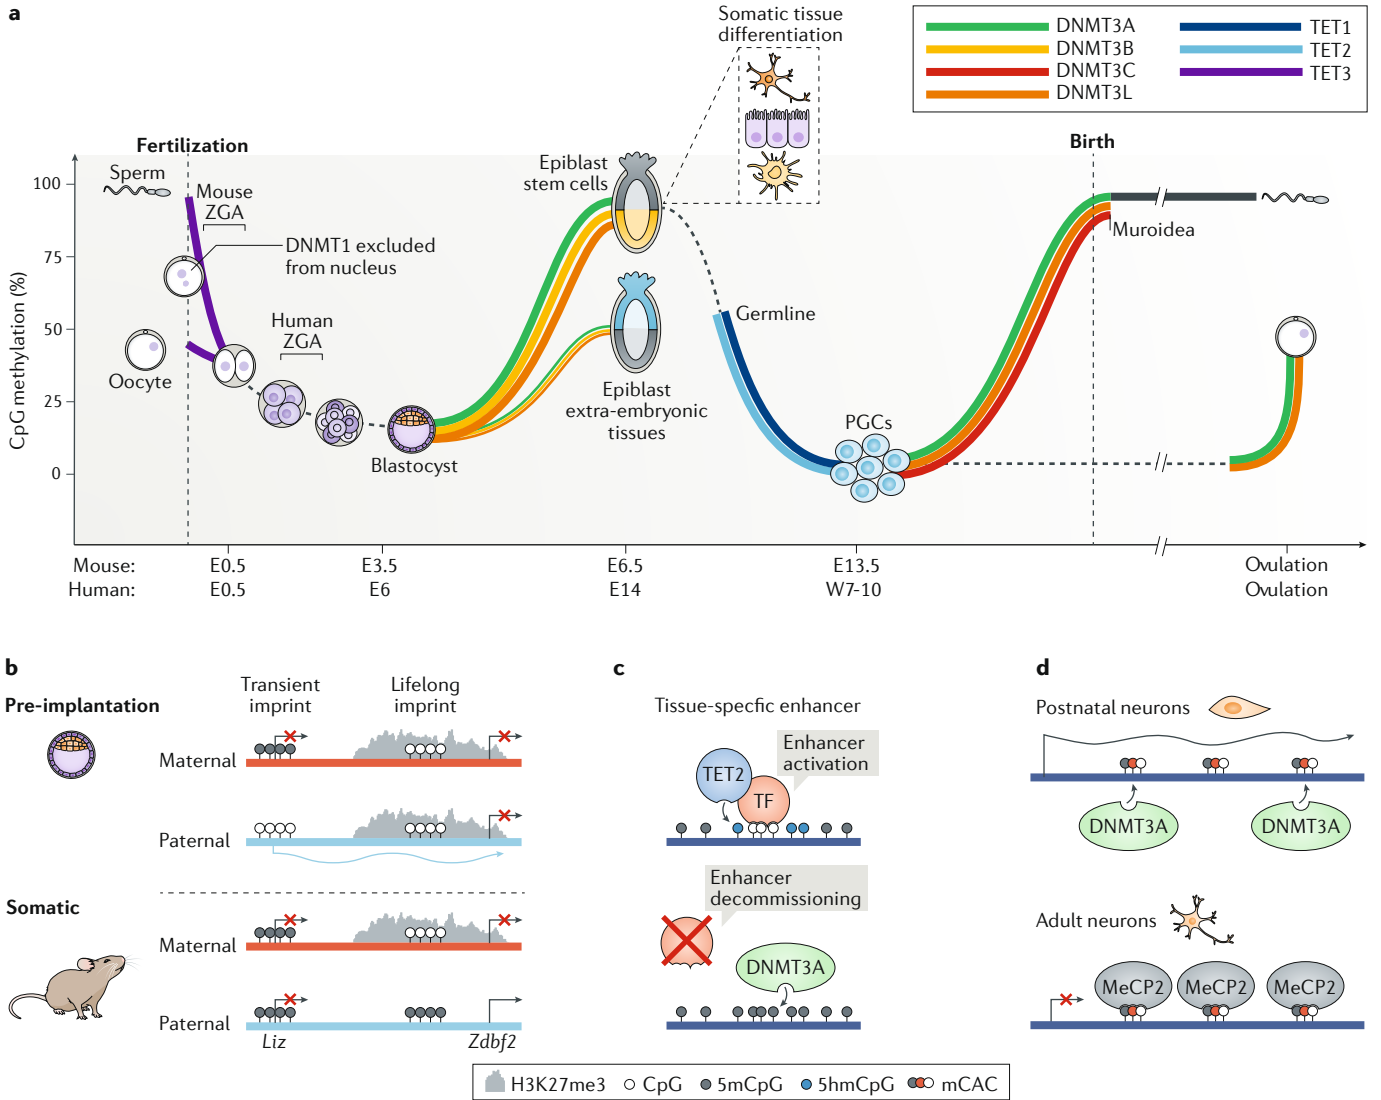 a
Somatic tissue
differentiation
DNMT3A
DNMT3B
DNMT3C
DNMT3L
TET1
TET2
TET3
Fertilization
Birth
CpG methylation (%)
100
75
50
25
0
Sperm
Mouse
ZGA
DNMT1 excluded
from nucleus
Oocyte
Human
ZGA
Blastocyst
Epiblast
stem cells
Epiblast
extra-embryonic
tissues
Germline
PGCs
Muroidea
Mouse:
E0.5
E3.5
E6.5
E13.5
Ovulation
Human:
E0.5
E6
E14
W7-10
Ovulation
b
Pre-implantation
Transient
imprint
Lifelong
imprint
Maternal
Paternal
Somatic
Maternal
Paternal
Liz
Zdbf2
c
Tissue-specfic enhancer
Enhancer
activation
TET2
TF
Enhancer
decommissioning
DNMT3A
d
Postnatal neurons
DNMT3A
DNMT3A
Adult neurons
MeCP2
MeCP2
MeCP2
H3K27me3
CpG
5mCpG
5hmCpG
mCAC